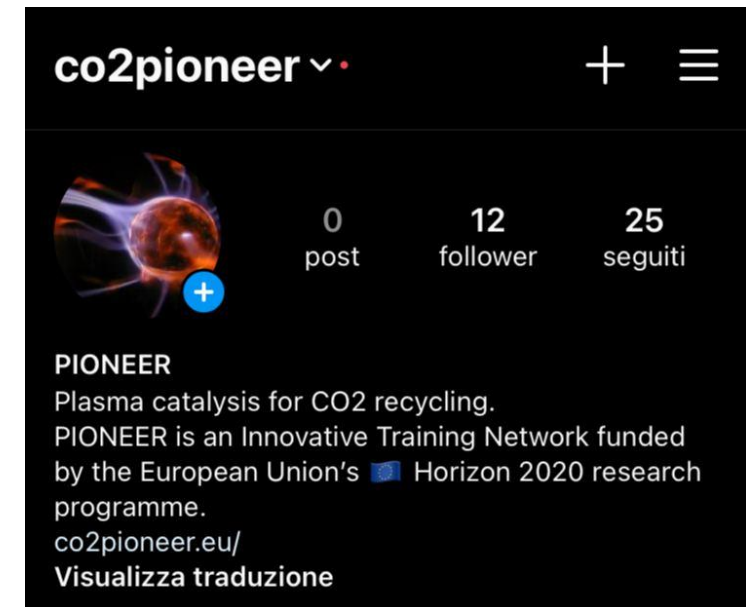 co2pioneer
0 12 25
post follower seguiti
PIONEER
Plasma catalysis for CO2 recycling.
PIONEER is an Innovative Training Network funded
by the European Union’s 🇪🇺 Horizon 2020 research
programme.
co2pioneer.eu/
Visualizza traduzione